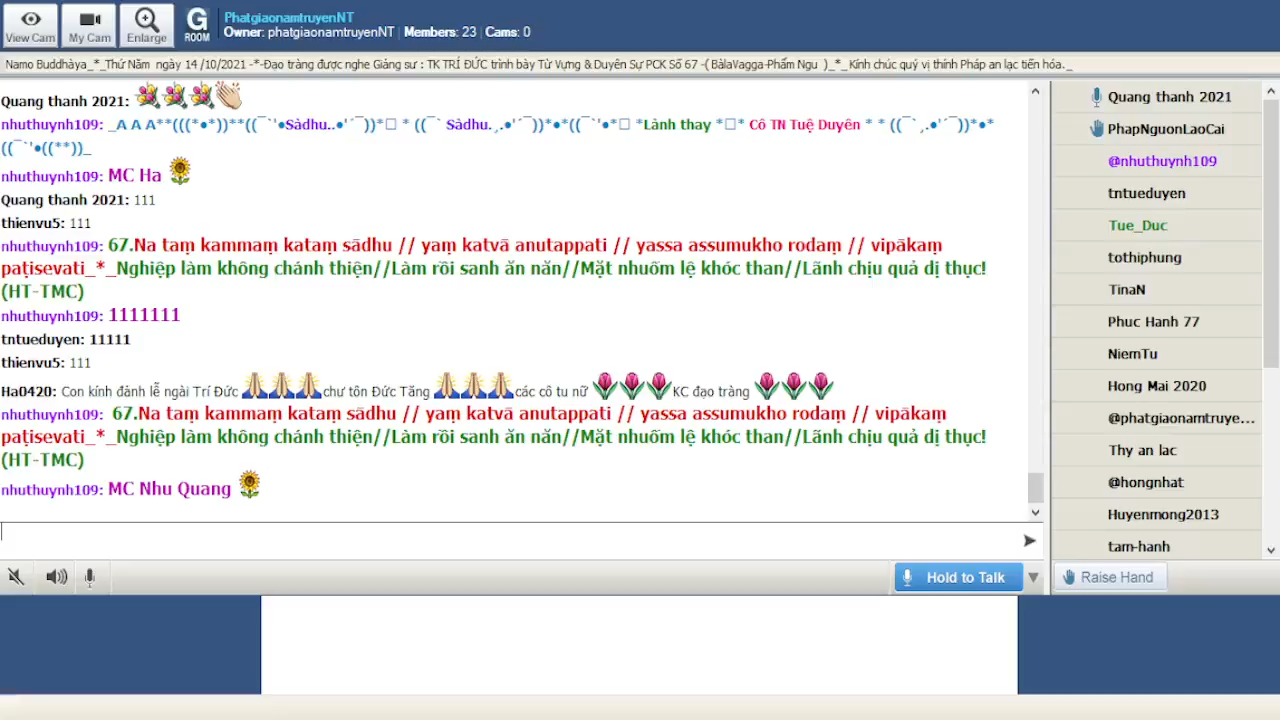 View Cam
My Cam
Enlarge
G
ROOM
PhatgiaonamtruyenNT
Owner: phatgiaonamtruyenNT | Members: 23 | Cams: 0
Namo Buddhàya_*_Thứ Năm ngày 14 /10/2021 -*-Đạo tràng được nghe Giảng sư : TK TRÍ ĐỨC trình bày Từ Vựng & Duyên Sự PCK Số 67 -( BàlaVagga-Phẩm Ngu )_*_Kính chúc quý vị thính Pháp an lạc tiến hóa._
Quang thanh 2021:
nhuthuynh109: _A A A**(((*•*))**((¯`'•Sàdhu..•'´¯))*□ * ((¯` Sàdhu.¸.•'´¯))*•*((¯`'•*□ *Lành thay *□* Cô TN Tuệ Duyên * * ((¯`¸.•'´¯))*•*
((¯`'•((**))_
nhuthuynh109: MC Ha
Quang thanh 2021: 111
thienvu5: 111
nhuthuynh109: 67.Na taṃ kammaṃ kataṃ sādhu // yaṃ katvā anutappati // yassa assumukho rodaṃ // vipākaṃ
paṭisevati_*_Nghiệp làm không chánh thiện//Làm rồi sanh ăn năn//Mặt nhuốm lệ khóc than//Lãnh chịu quả dị thục!
(HT-TMC)
nhuthuynh109: 1111111
tntueduyen: 11111
thienvu5: 111
Ha0420: Con kính đảnh lễ ngài Trí Đức chư tôn Đức Tăng các cô tu nữ KC đạo tràng
nhuthuynh109: 67.Na taṃ kammaṃ kataṃ sādhu // yaṃ katvā anutappati // yassa assumukho rodaṃ // vipākaṃ
paṭisevati_*_Nghiệp làm không chánh thiện//Làm rồi sanh ăn năn//Mặt nhuốm lệ khóc than//Lãnh chịu quả dị thục!
(HT-TMC)
nhuthuynh109: MC Nhu Quang
Hold to Talk
Quang thanh 2021
PhapNguonLaoCai
@nhuthuynh109
tntueduyen
Tue_Duc
tothiphung
TinaN
Phuc Hanh 77
NiemTu
Hong Mai 2020
@phatgiaonamtruye...
Thy an lac
@hongnhat
Huyenmong2013
tam-hanh
Raise Hand